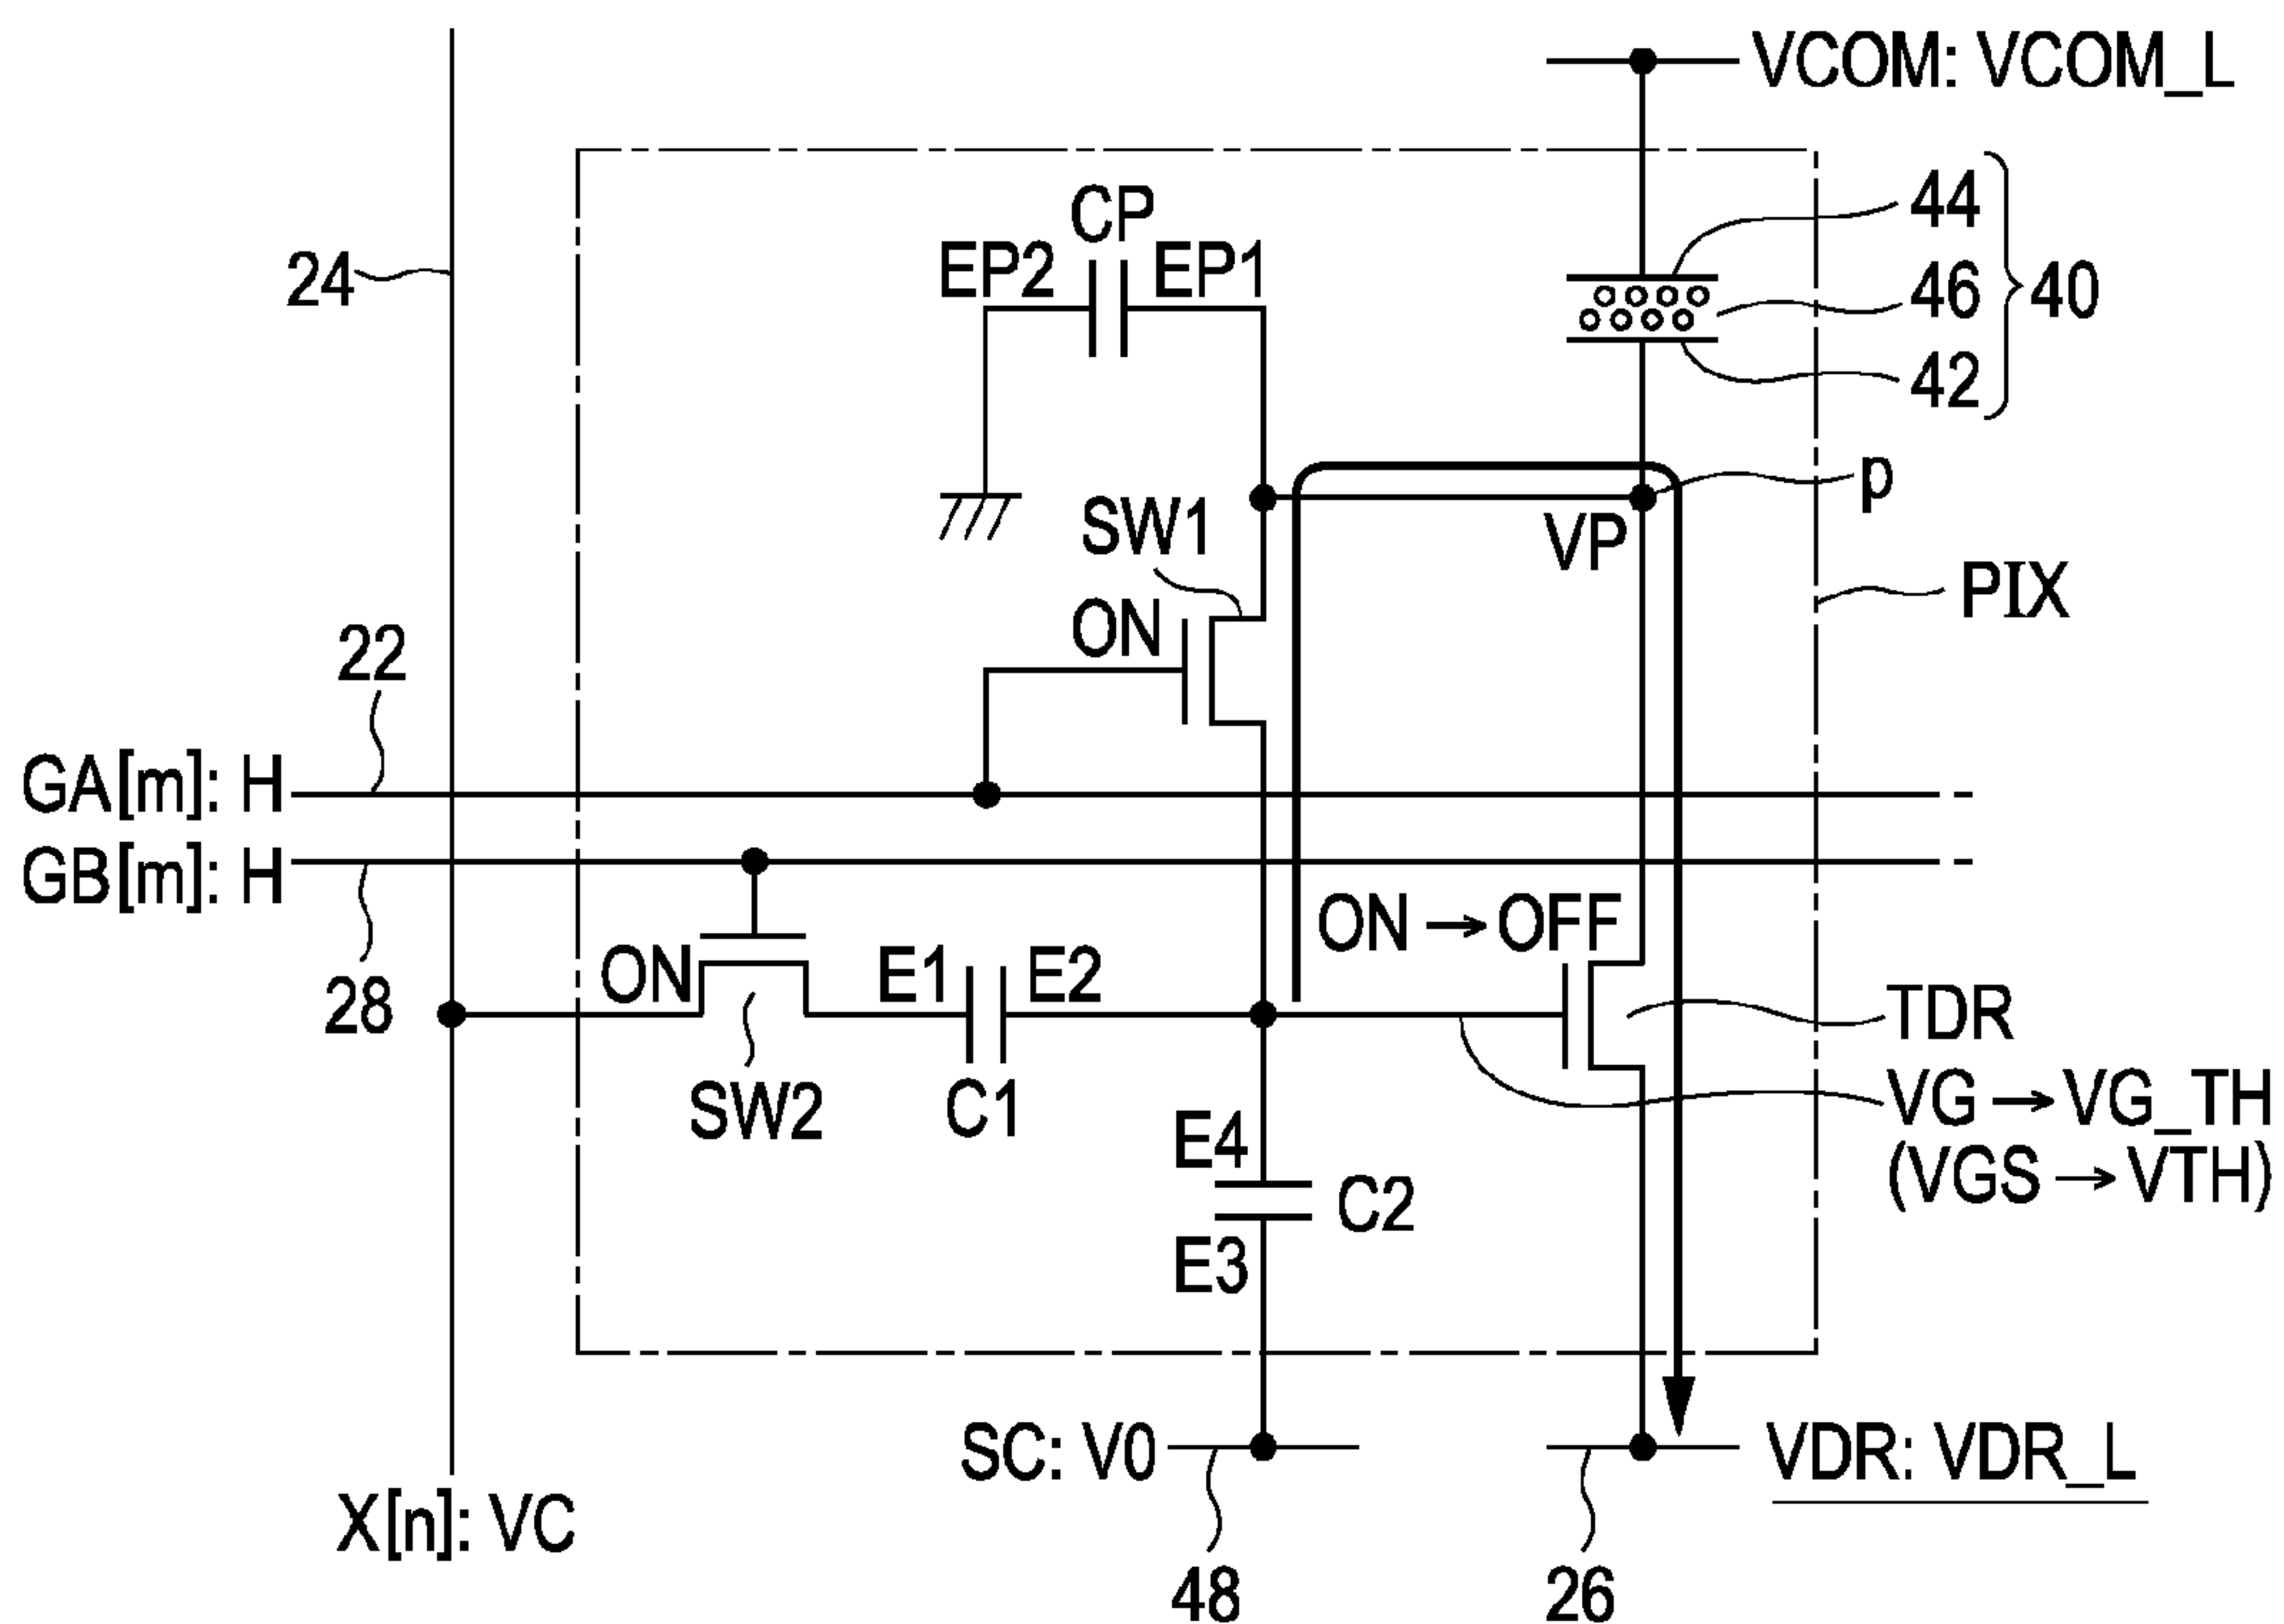 VCOM: VCOM_L
44
CP
EP2 EP1
24
46
40
42
p
SW1
VP
PIX
ON
22
GA[m]: H
GB[m]: H
ON → OFF
ON
E1
E2
28
TDR
SW2
C1
VG → VG_TH
E4
(VGS → VTH)
C2
E3
SC: V0
VDR: VDR_L
X[n]: VC
48
26